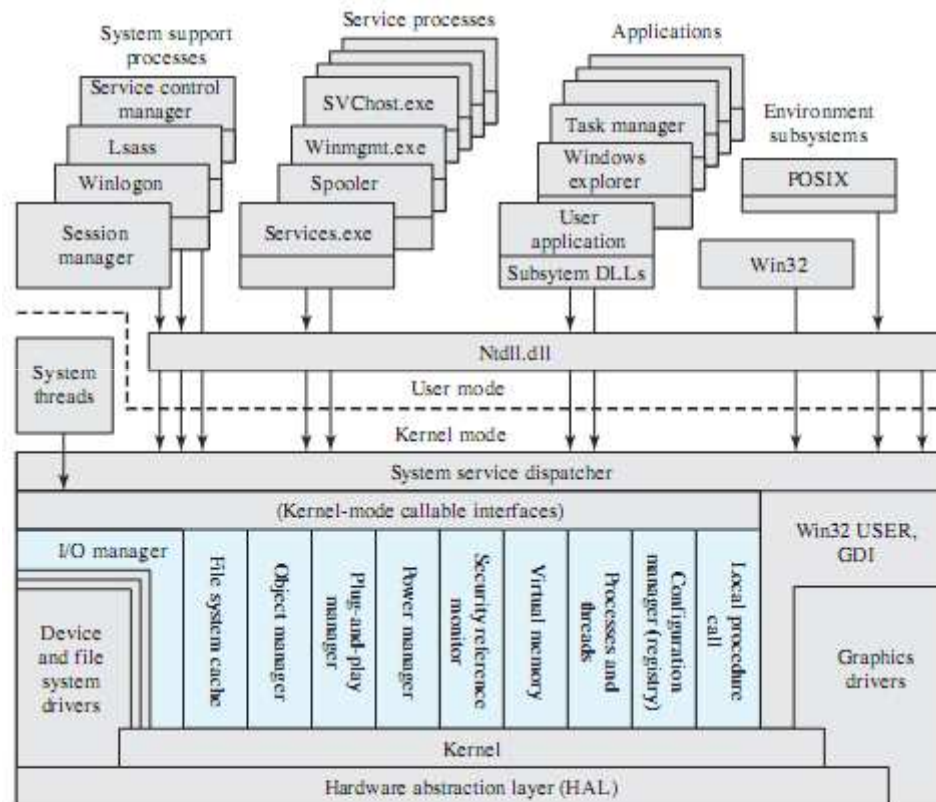 System support
processes
Service processes
Applications
Environment
subsystems
Service control
manager
Lsass
Winlogon
Session
manager
SVChost.exe
Winmgmt.exe
Spooler
Services.exe
Task manager
Windows
explorer
User
application
Subsytem DLLs
POSIX
Win32
System
threads
Ntdll.dll
User mode
Kernel mode
System service dispatcher
(Kernel-mode callable interfaces)
I/O manager
Device
and file
system
drivers
File system cache
Object manager
Plug-and-play
manager
Power manager
Security reference
monitor
Virtual memory
Processes and
threads
Configuration
manager (registry)
Local procedure
call
Win32 USER,
GDI
Graphics
drivers
Kernel
Hardware abstraction layer (HAL)